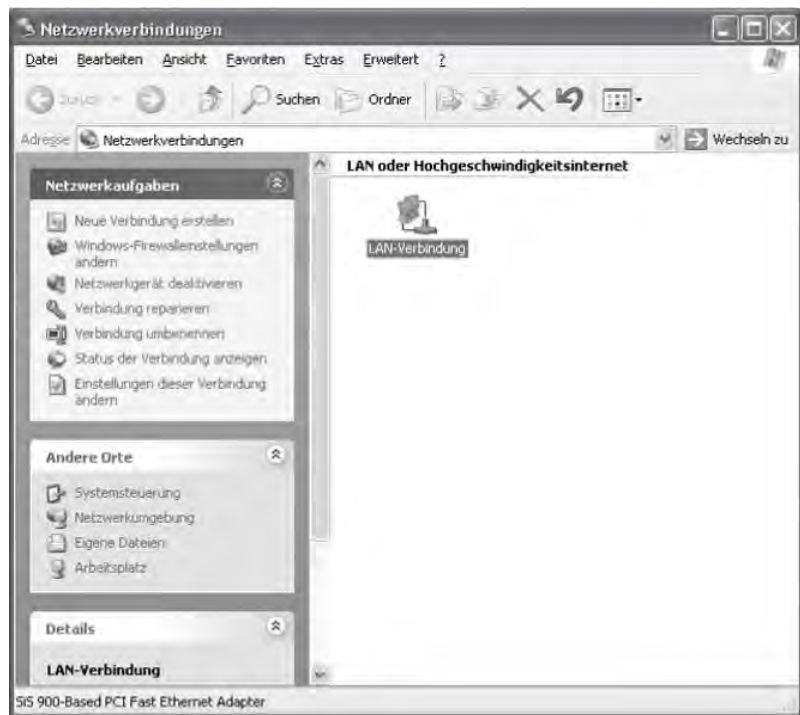 Netzwerkverbindungen
Datei Bearbeiten Ansicht Favoriten Extras Erweitert ?
Zurück Suchen Ordner
Adresse Netzwerkverbindungen Wechseln zu
Netzwerkaufgaben
Neue Verbindung erstellen
Windows-Firewalleinstellungen
ändern
Netzwerkgerät deaktivieren
Verbindung reparieren
Verbindung umbenennen
Status der Verbindung anzeigen
Einstellungen dieser Verbindung
ändern
Andere Orte
Systemsteuerung
Netzwerkumgebung
Eigene Dateien
Arbeitsplatz
Details
LAN-Verbindung
LAN oder Hochgeschwindigkeitsinternet
LAN-Verbindung
SiS 900-Based PCI Fast Ethernet Adapter